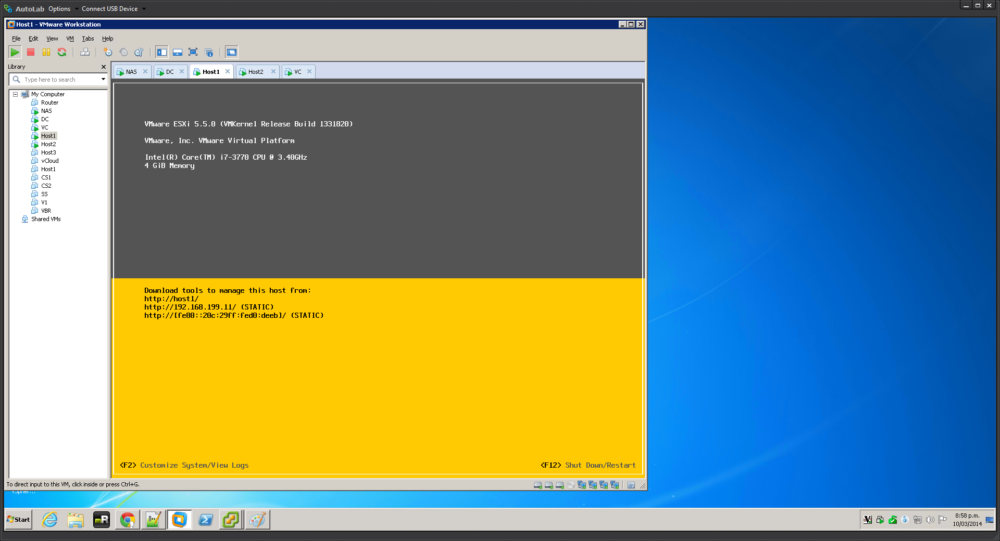 AutoLab Options Connect USB Device
Host1 - VMware Workstation
File Edit View VM Tabs Help
Library
Type here to search
NAS DC Host1 Host2 VC
My Computer
Router
NAS
DC
VC
Host1
Host2
Host3
vCloud
Host1
CS1
CS2
SS
V1
VBR
Shared VMs
VMware ESXi 5.5.0 (VMKernel Release Build 1331820)
VMware, Inc. VMware Virtual Platform
Intel(R) Core(TM) i7-3770 CPU @ 3.40GHz
4 GiB Memory
Download tools to manage this host from:
http://host1/
http://192.168.199.11/ (STATIC)
http://[fe80::20c:29ff:fed0:deeb]/ (STATIC)
<F2> Customize System/View Logs
<F12> Shut Down/Restart
To direct input to this VM, click inside or press Ctrl+G.
Start
mR
8:58 p.m.
10/03/2014